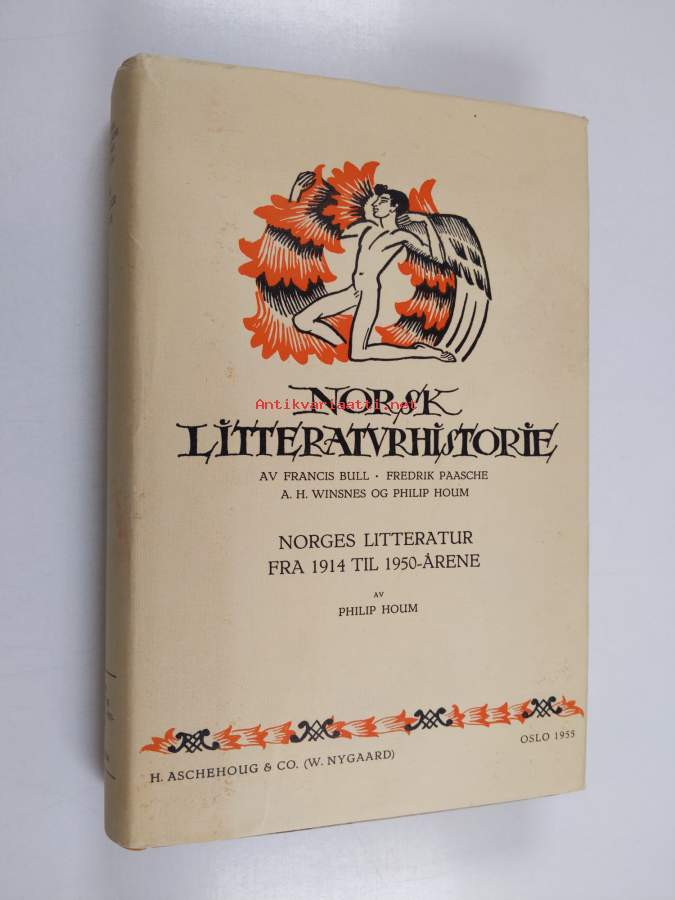 Antikvariaatti.net
NORSK
LITTERATVRHISTORIE
AV FRANCIS BULL · FREDRIK PAASCHE
A. H. WINSNES OG PHILIP HOUM
NORGES LITTERATUR
FRA 1914 TIL 1950-ÅRENE
AV
PHILIP HOUM
H. ASCHEHOUG & CO. (W. NYGAARD)
OSLO 1955